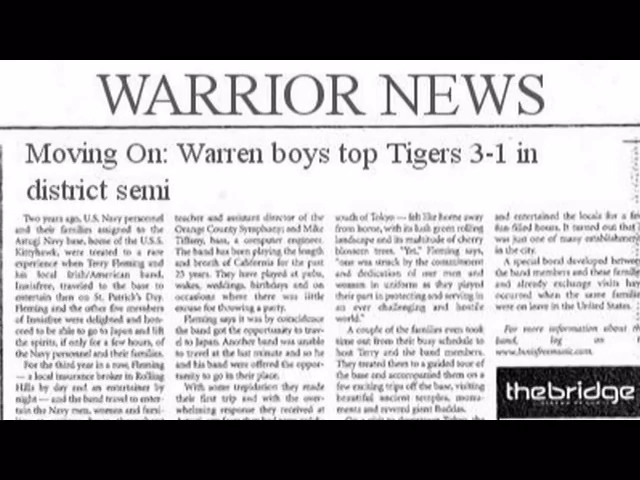 WARRIOR NEWS
Moving On: Warren boys top Tigers 3-1 in
district semi
Two years ago, U.S. Navy personnel
and their families assigned to the
Atsugi Navy base, home of the U.S.S.
Kittyhawk, were treated to a rare
experience when Terry Fleming and
his local Irish/American band,
Innisfree, traveled to the base to
entertain then on St. Patrick's Day.
Fleming and the other five members
of Innisfree were delighted and hon-
ored to be able to go to Japan and lift
the spirits, if only for a few hours, of
the Navy personnel and their families.
For the third year in a row, Fleming
— a local insurance broker in Rolling
Hills by day and an entertainer by
night — and the band travel to enter-
tain the Navy men, women and fami-
teacher and assistant director of the
Orange County Symphony; and Mike
Tiffany, bass, a computer engineer.
The band has been playing the length
and breath of California for the past
25 years. They have played at pubs,
wakes, weddings, birthdays and on
occasions where there was little
excuse for throwing a party.
Fleming says it was by coincidence
the band got the opportunity to trav-
el to Japan. Another band was unable
to travel at the last minute and so he
and his band were offered the oppor-
tunity to go in their place.
With some trepidation they made
their first trip and with the over-
whelming response they received at
south of Tokyo — felt like home away
from home, with its lush green rolling
landscape and its multitude of cherry
blossom trees. "Yet," Fleming says,
"one was struck by the commitment
and dedication of our men and
women in uniform as they played
their part in protecting and serving in
an ever challenging and hostile
world."
A couple of the families even took
time out from their busy schedule to
host Terry and the band members.
They treated them to a guided tour of
the base and accompanied them on a
few exciting trips off the base, visiting
beautiful ancient temples, monu-
ments and revered giant Buddas.
and entertained the locals for a few
fun filled hours. It turned out that
was just one of many establishments
in the city.
A special bond developed between
the band members and these families
and already exchange visits have
occurred when the same families
were on leave in the United States.
For more information about the
band, log on
www.innisfreemusic.com.
thebridge